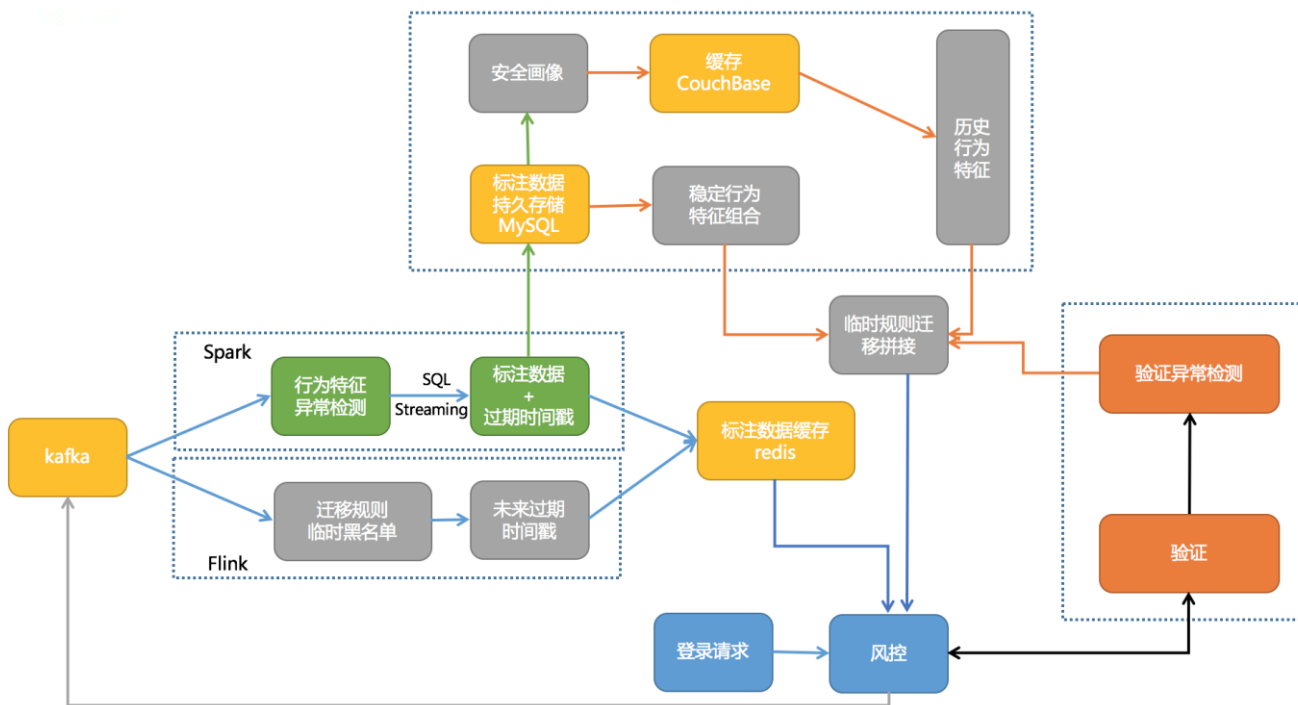 安全画像
缓存
CouchBase
历史
行为
特征
标注数据
持久存储
MySQL
稳定行为
特征组合
临时规则迁
移拼接
验证异常检测
Spark
行为特征
异常检测
SQL
Streaming
标注数据
+
过期时间戳
标注数据缓存
redis
kafka
迁移规则
临时黑名单
未来过期
时间戳
Flink
验证
登录请求
风控